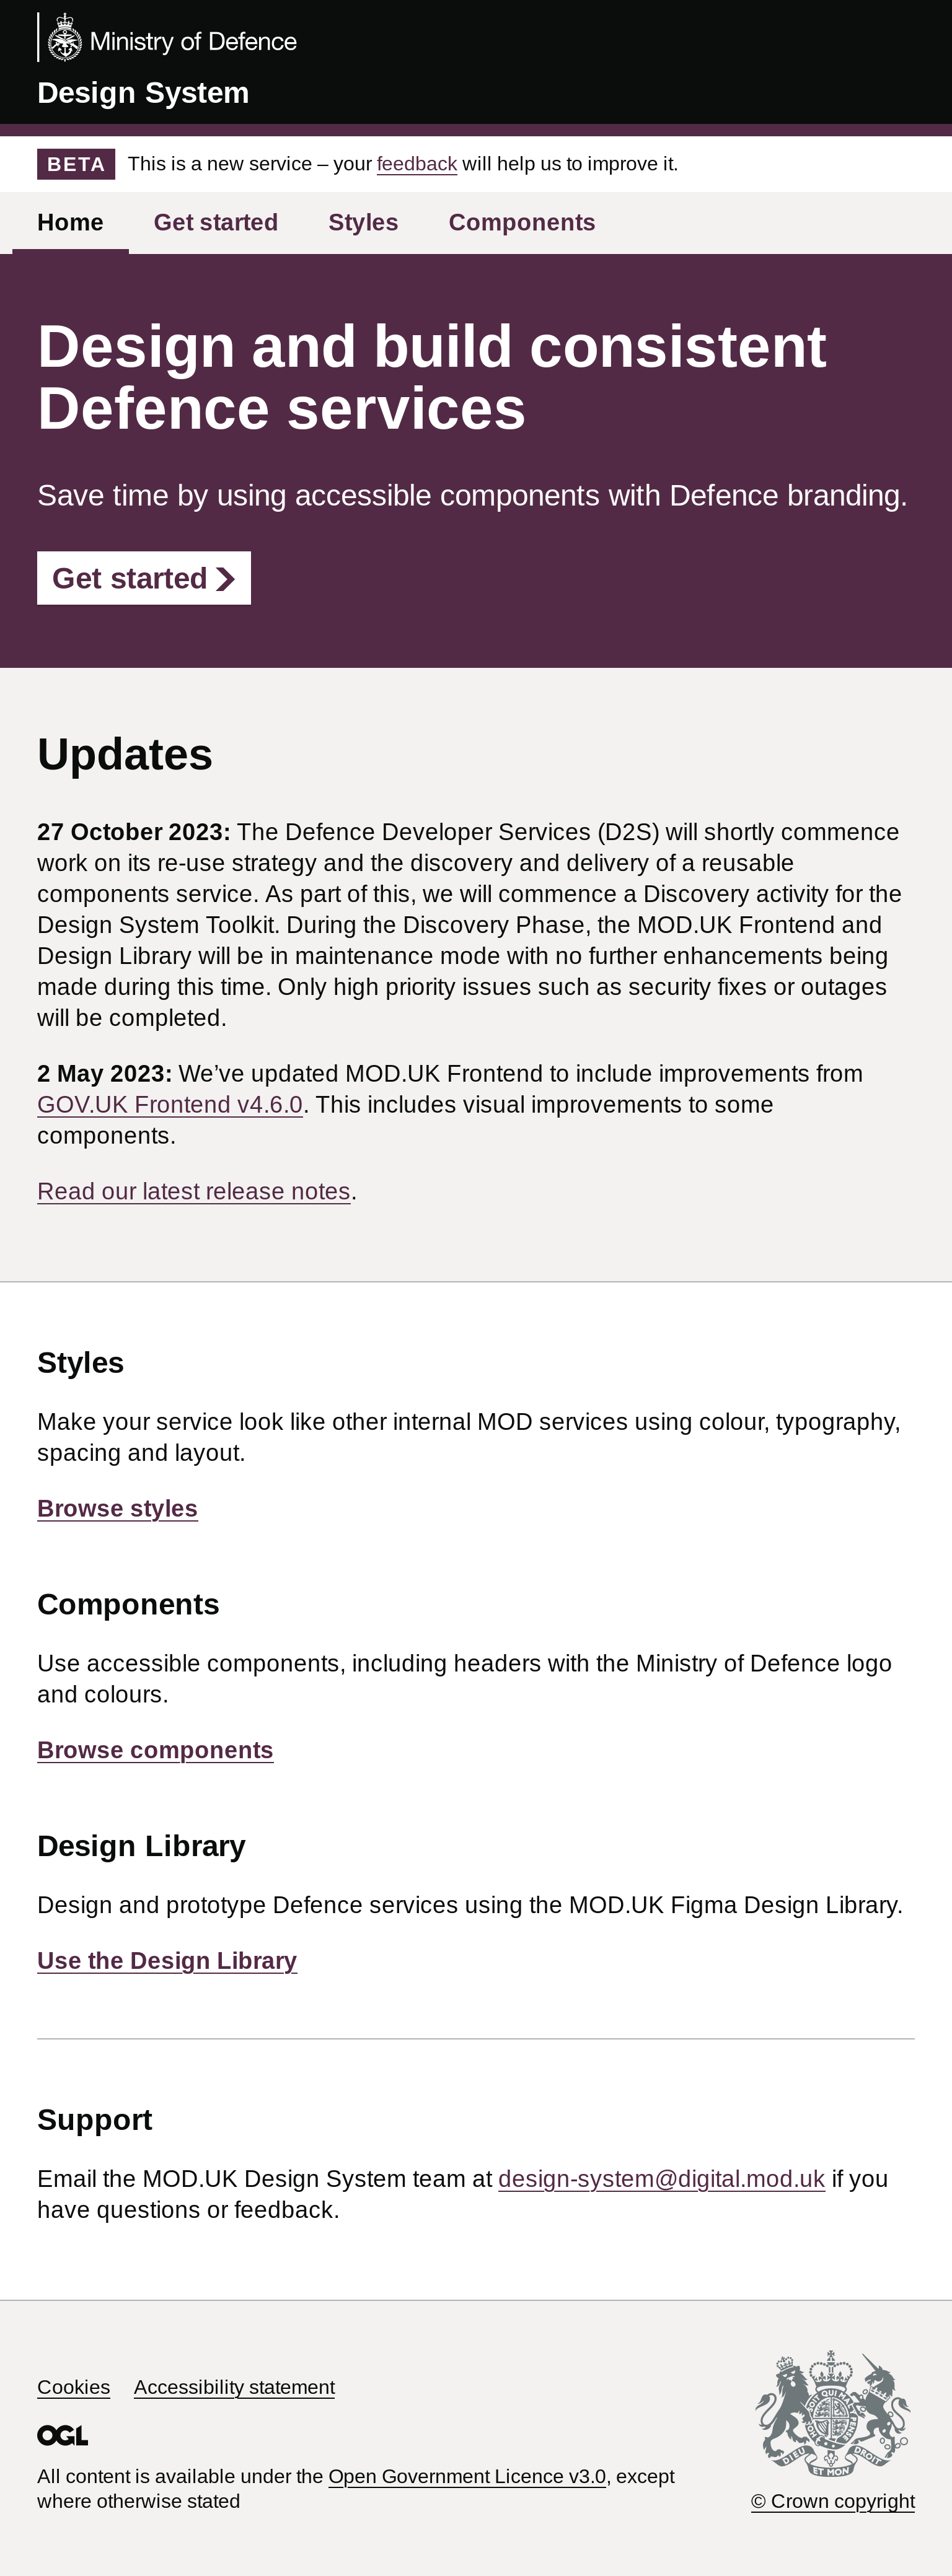 Ministry of Defence
Design System
BETA This is a new service – your feedback will help us to improve it.
Home Get started Styles Components
Design and build consistent
Defence services
Save time by using accessible components with Defence branding.
Get started
Updates
27 October 2023: The Defence Developer Services (D2S) will shortly commence
work on its re-use strategy and the discovery and delivery of a reusable
components service. As part of this, we will commence a Discovery activity for the
Design System Toolkit. During the Discovery Phase, the MOD.UK Frontend and
Design Library will be in maintenance mode with no further enhancements being
made during this time. Only high priority issues such as security fixes or outages
will be completed.
2 May 2023: We’ve updated MOD.UK Frontend to include improvements from
GOV.UK Frontend v4.6.0. This includes visual improvements to some
components.
Read our latest release notes.
Styles
Make your service look like other internal MOD services using colour, typography,
spacing and layout.
Browse styles
Components
Use accessible components, including headers with the Ministry of Defence logo
and colours.
Browse components
Design Library
Design and prototype Defence services using the MOD.UK Figma Design Library.
Use the Design Library
Support
Email the MOD.UK Design System team at design-system@digital.mod.uk if you
have questions or feedback.
Cookies Accessibility statement
OGL
All content is available under the Open Government Licence v3.0, except
where otherwise stated
DIEU ET MON DROIT
© Crown copyright